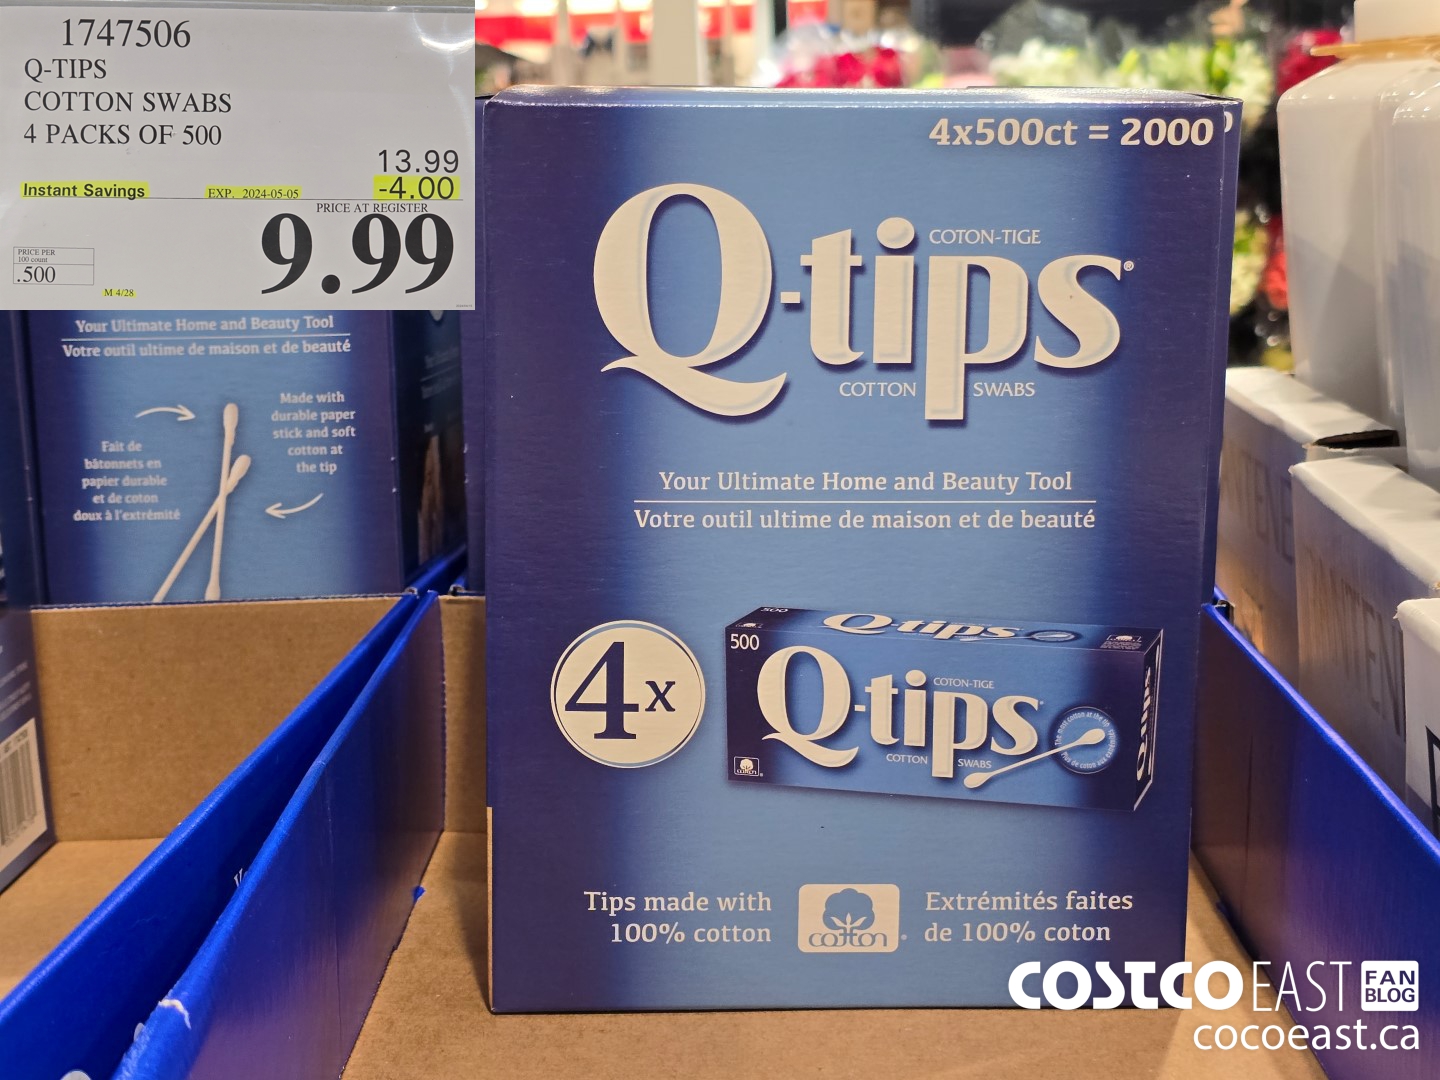 1747506
Q-TIPS
COTTON SWABS
4 PACKS OF 500
13.99
Instant Savings EXP. 2024-05-05 -4.00
PRICE AT REGISTER
9.99
PRICE PER
100 count
.500
M 4/28
Your Ultimate Home and Beauty Tool
Votre outil ultime de maison et de beauté
Made with
durable paper
stick and soft
cotton at
the tip
Fait de
bâtonnets en
papier durable
et de coton
doux à l'extrémité
4x500ct = 2000
COTON-TIGE
Q-tips®
COTTON SWABS
Your Ultimate Home and Beauty Tool
Votre outil ultime de maison et de beauté
4x
500
Q-tips
500
COTON-TIGE
Q-tips
COTTON SWABS
Q-tips
Tips made with
100% cotton
cotton
Extrémités faites
de 100% coton
COSTCO EAST FAN BLOG
cocoeast.ca